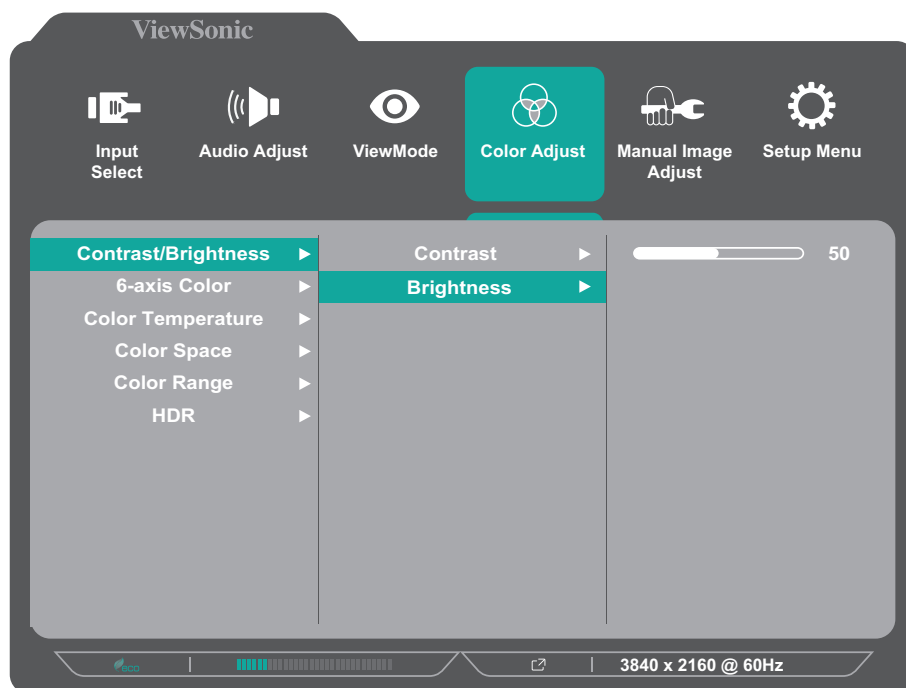 ViewSonic
Input Select
Audio Adjust
ViewMode
Color Adjust
Manual Image Adjust
Setup Menu
Contrast/Brightness
6-axis Color
Color Temperature
Color Space
Color Range
HDR
Contrast
Brightness
50
eco
3840 x 2160 @ 60Hz